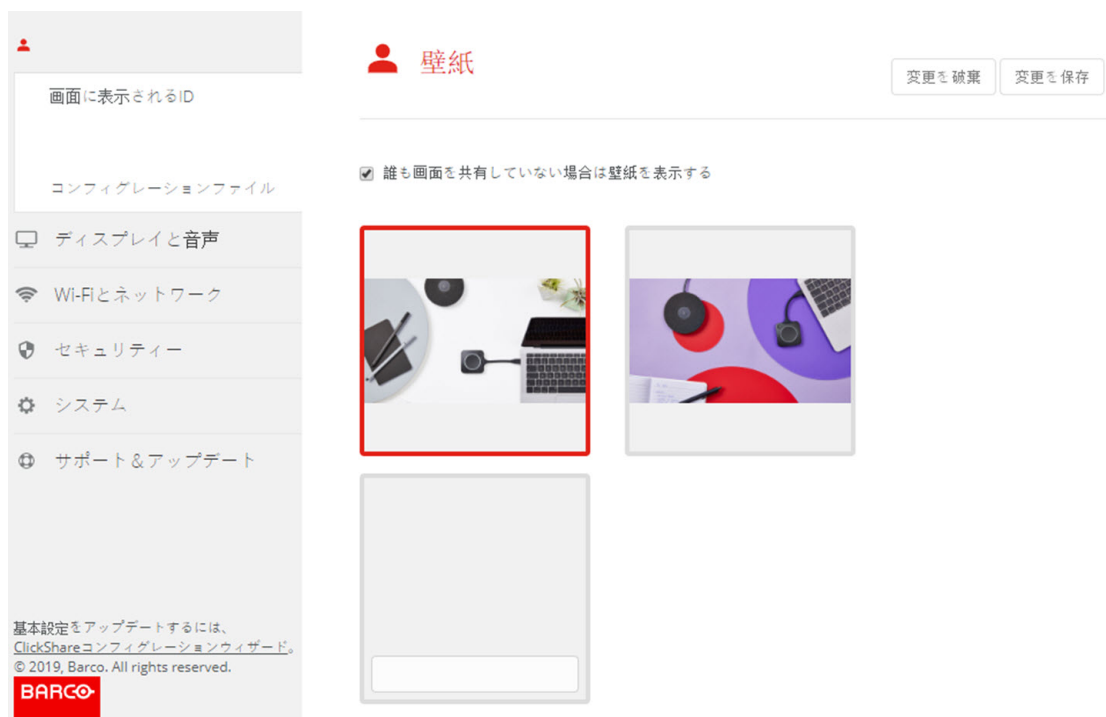 画面に表示されるID
コンフィグレーションファイル
ディスプレイと音声
Wi-Fiとネットワーク
セキュリティー
システム
サポート＆アップデート
基本設定をアップデートするには、
ClickShareコンフィグレーションウィザード。
© 2019, Barco. All rights reserved.
BARCO
壁紙
変更を破棄
変更を保存
誰も画面を共有していない場合は壁紙を表示する